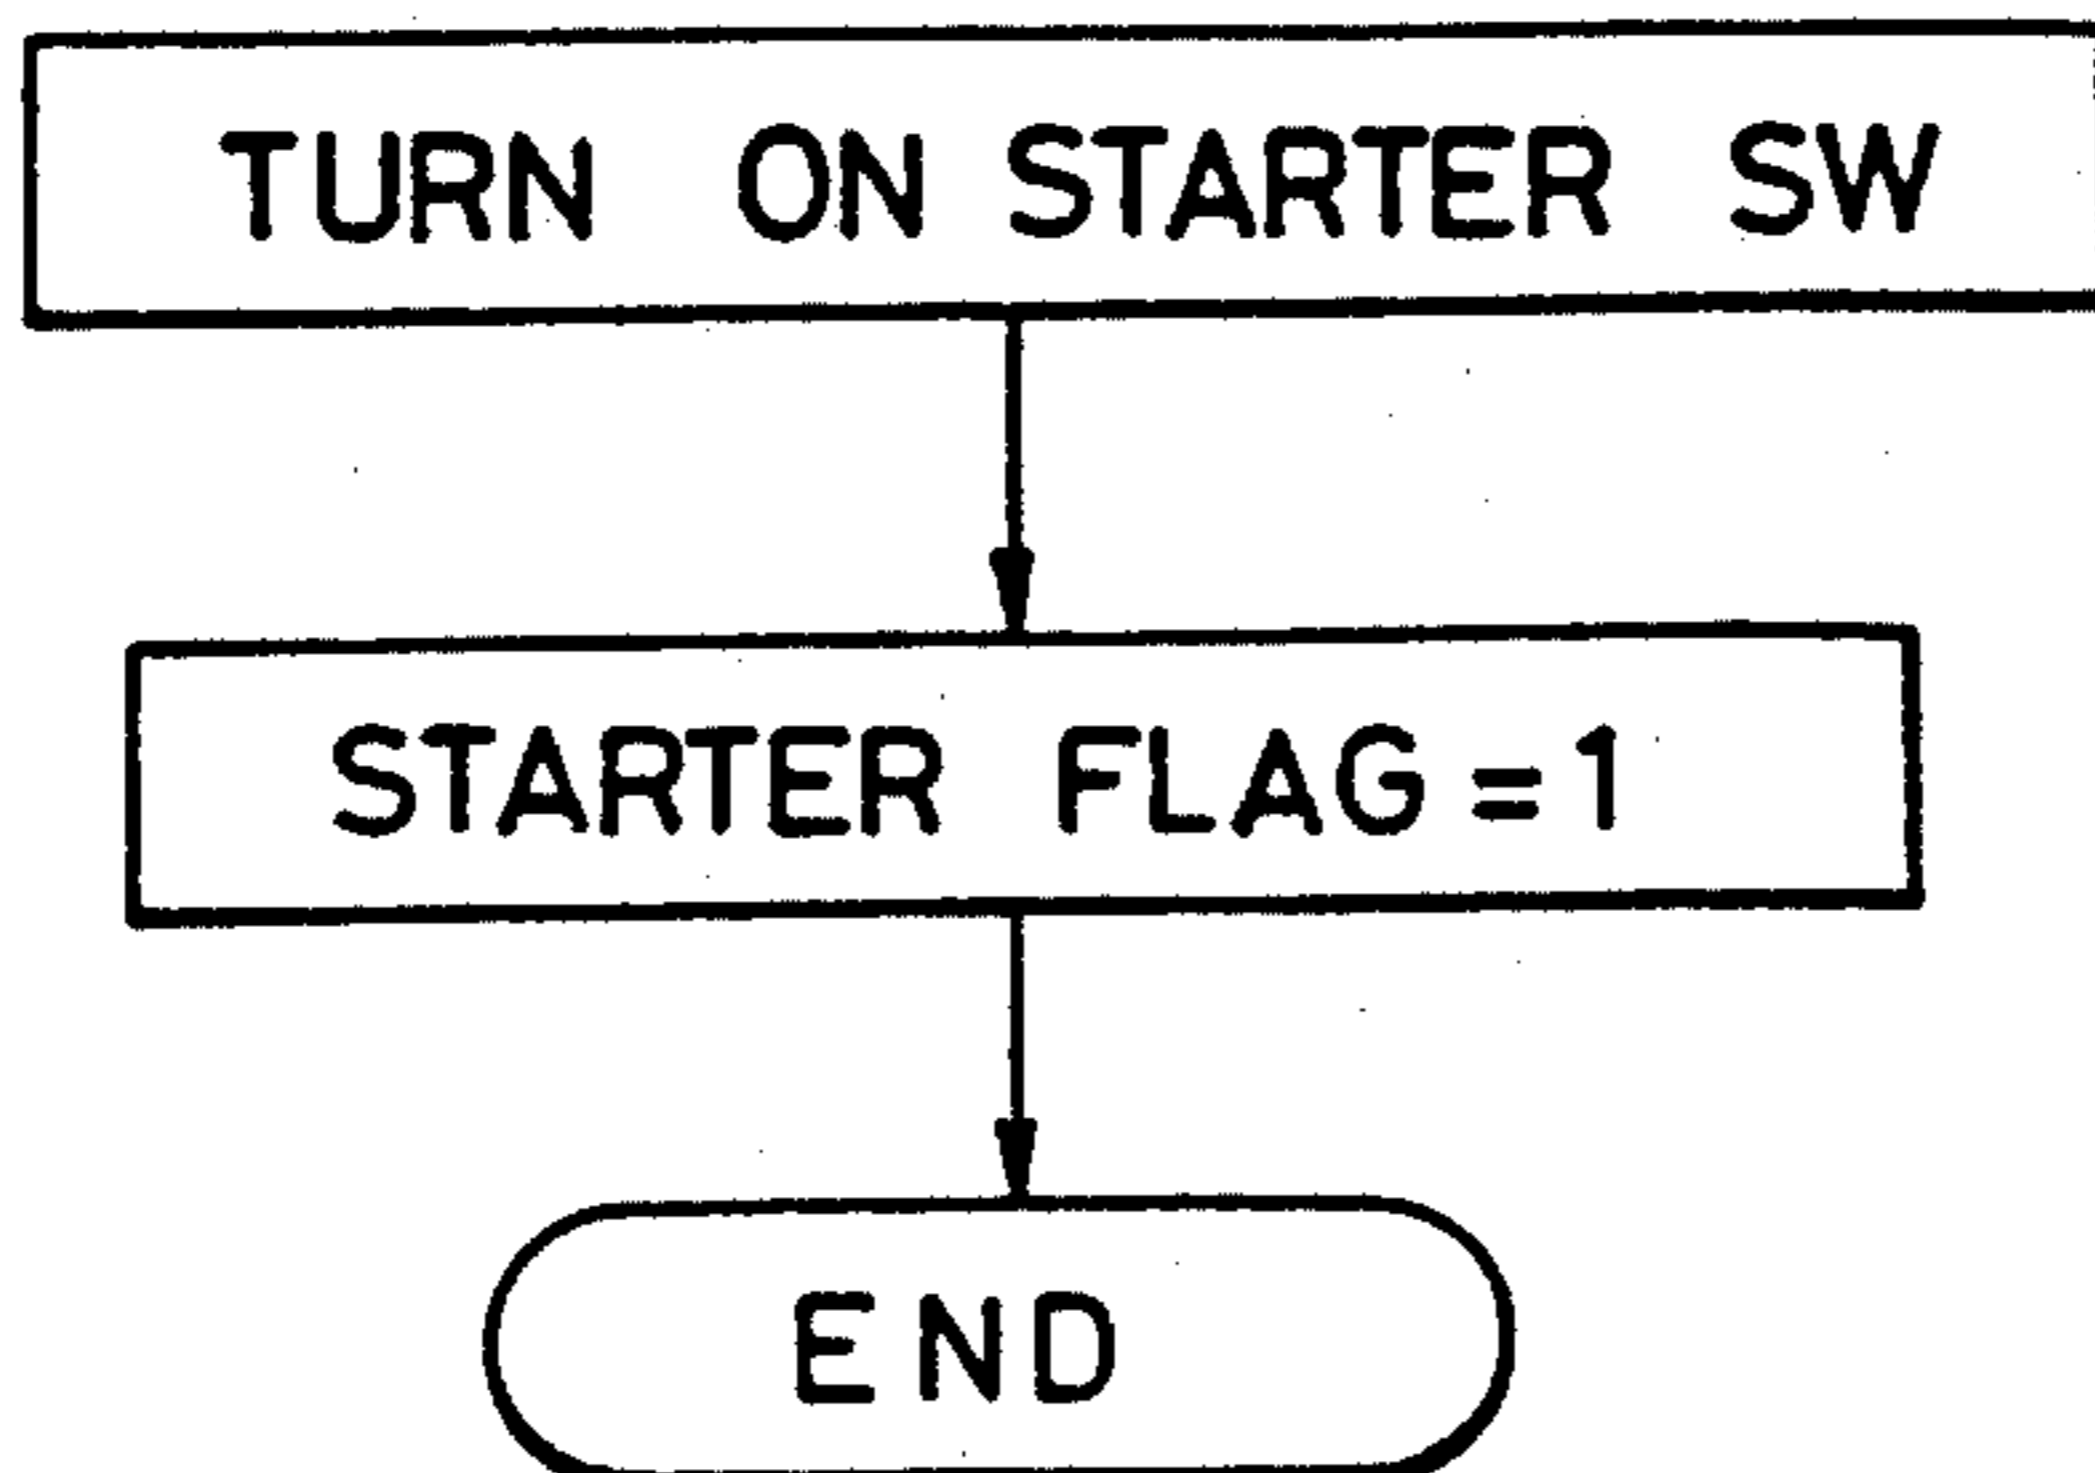 TURN ON STARTER SW
STARTER FLAG = 1
END